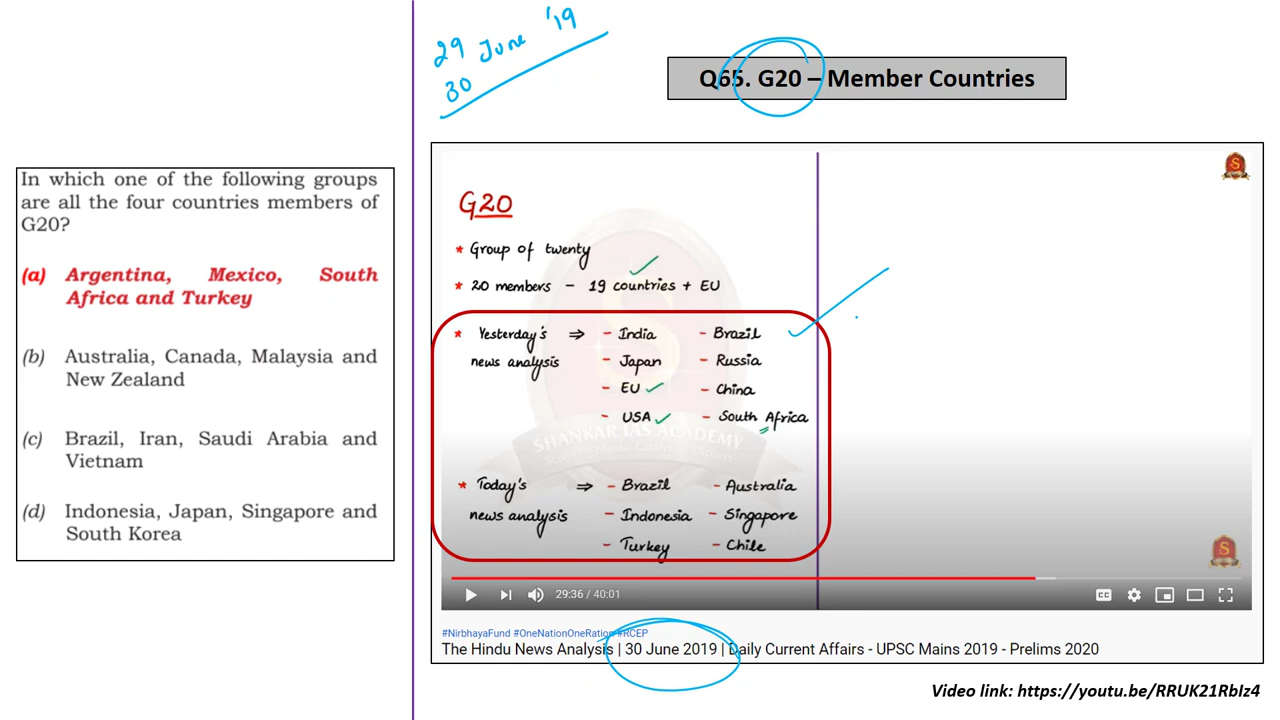 29 June '19
30
Q65. G20 – Member Countries
In which one of the following groups
are all the four countries members of
G20?
(a) Argentina, Mexico, South
Africa and Turkey
(b) Australia, Canada, Malaysia and
New Zealand
(c) Brazil, Iran, Saudi Arabia and
Vietnam
(d) Indonesia, Japan, Singapore and
South Korea
G20
* Group of twenty
* 20 members - 19 countries + EU
* Yesterday's ⇒ - India - Brazil
news analysis - Japan - Russia
- EU - China
- USA - South Africa
SHANKAR IAS ACADEMY
* Today's ⇒ - Brazil - Australia
news analysis - Indonesia - Singapore
- Turkey - Chile
29:36 / 40:01
CC
#NirbhayaFund #OneNationOneRation #RCEP
The Hindu News Analysis | 30 June 2019 | Daily Current Affairs - UPSC Mains 2019 - Prelims 2020
Video link: https://youtu.be/RRUK21RbIz4